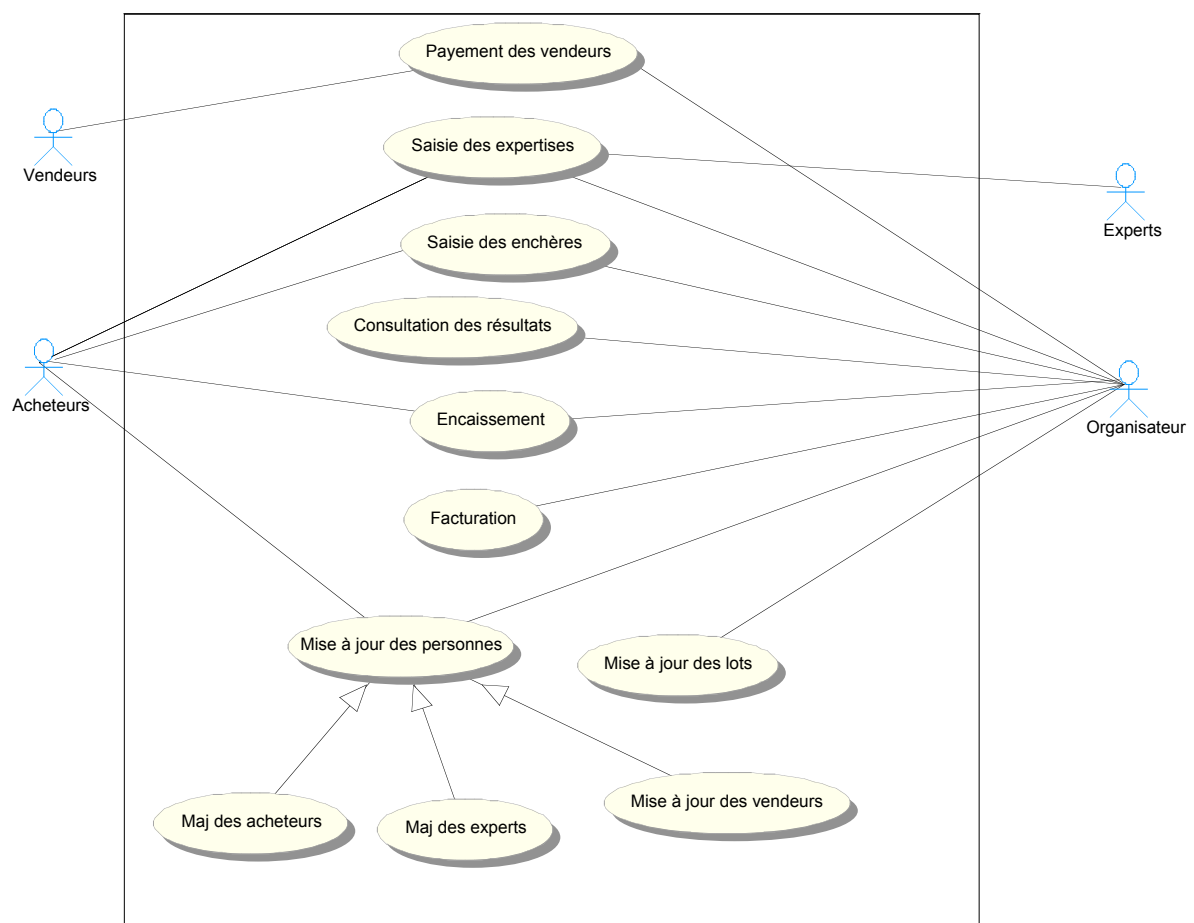 Payement des vendeurs
Saisie des expertises
Vendeurs
Experts
Saisie des enchères
Consultation des résultats
Acheteurs
Encaissement
Organisateur
Facturation
Mise à jour des personnes
Mise à jour des lots
Mise à jour des vendeurs
Maj des acheteurs
Maj des experts